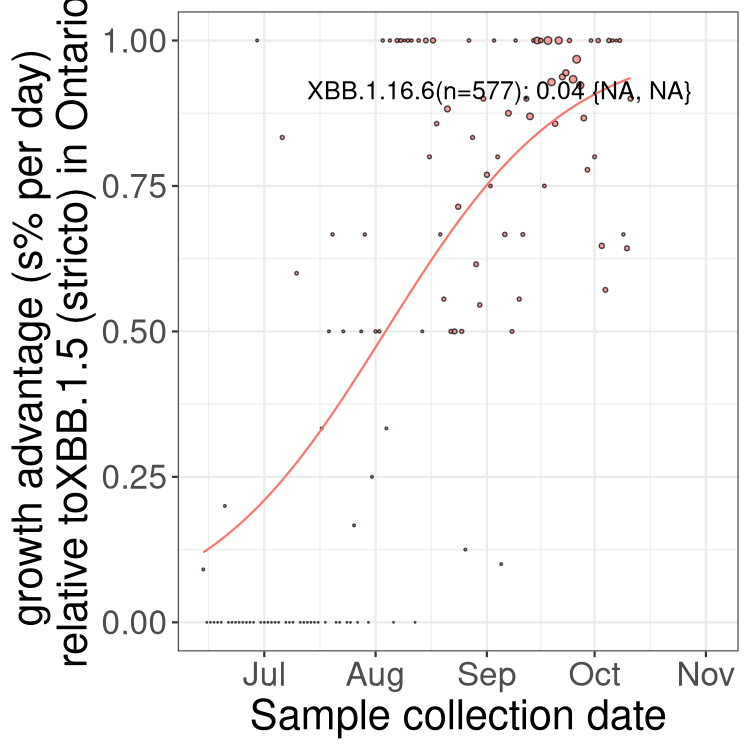 growth advantage (s% per day)
relative toXBB.1.5 (stricto) in Ontario
1.00
0.75
0.50
0.25
0.00
XBB.1.16.6(n=577): 0.04 {NA, NA}
Jul Aug Sep Oct Nov
Sample collection date